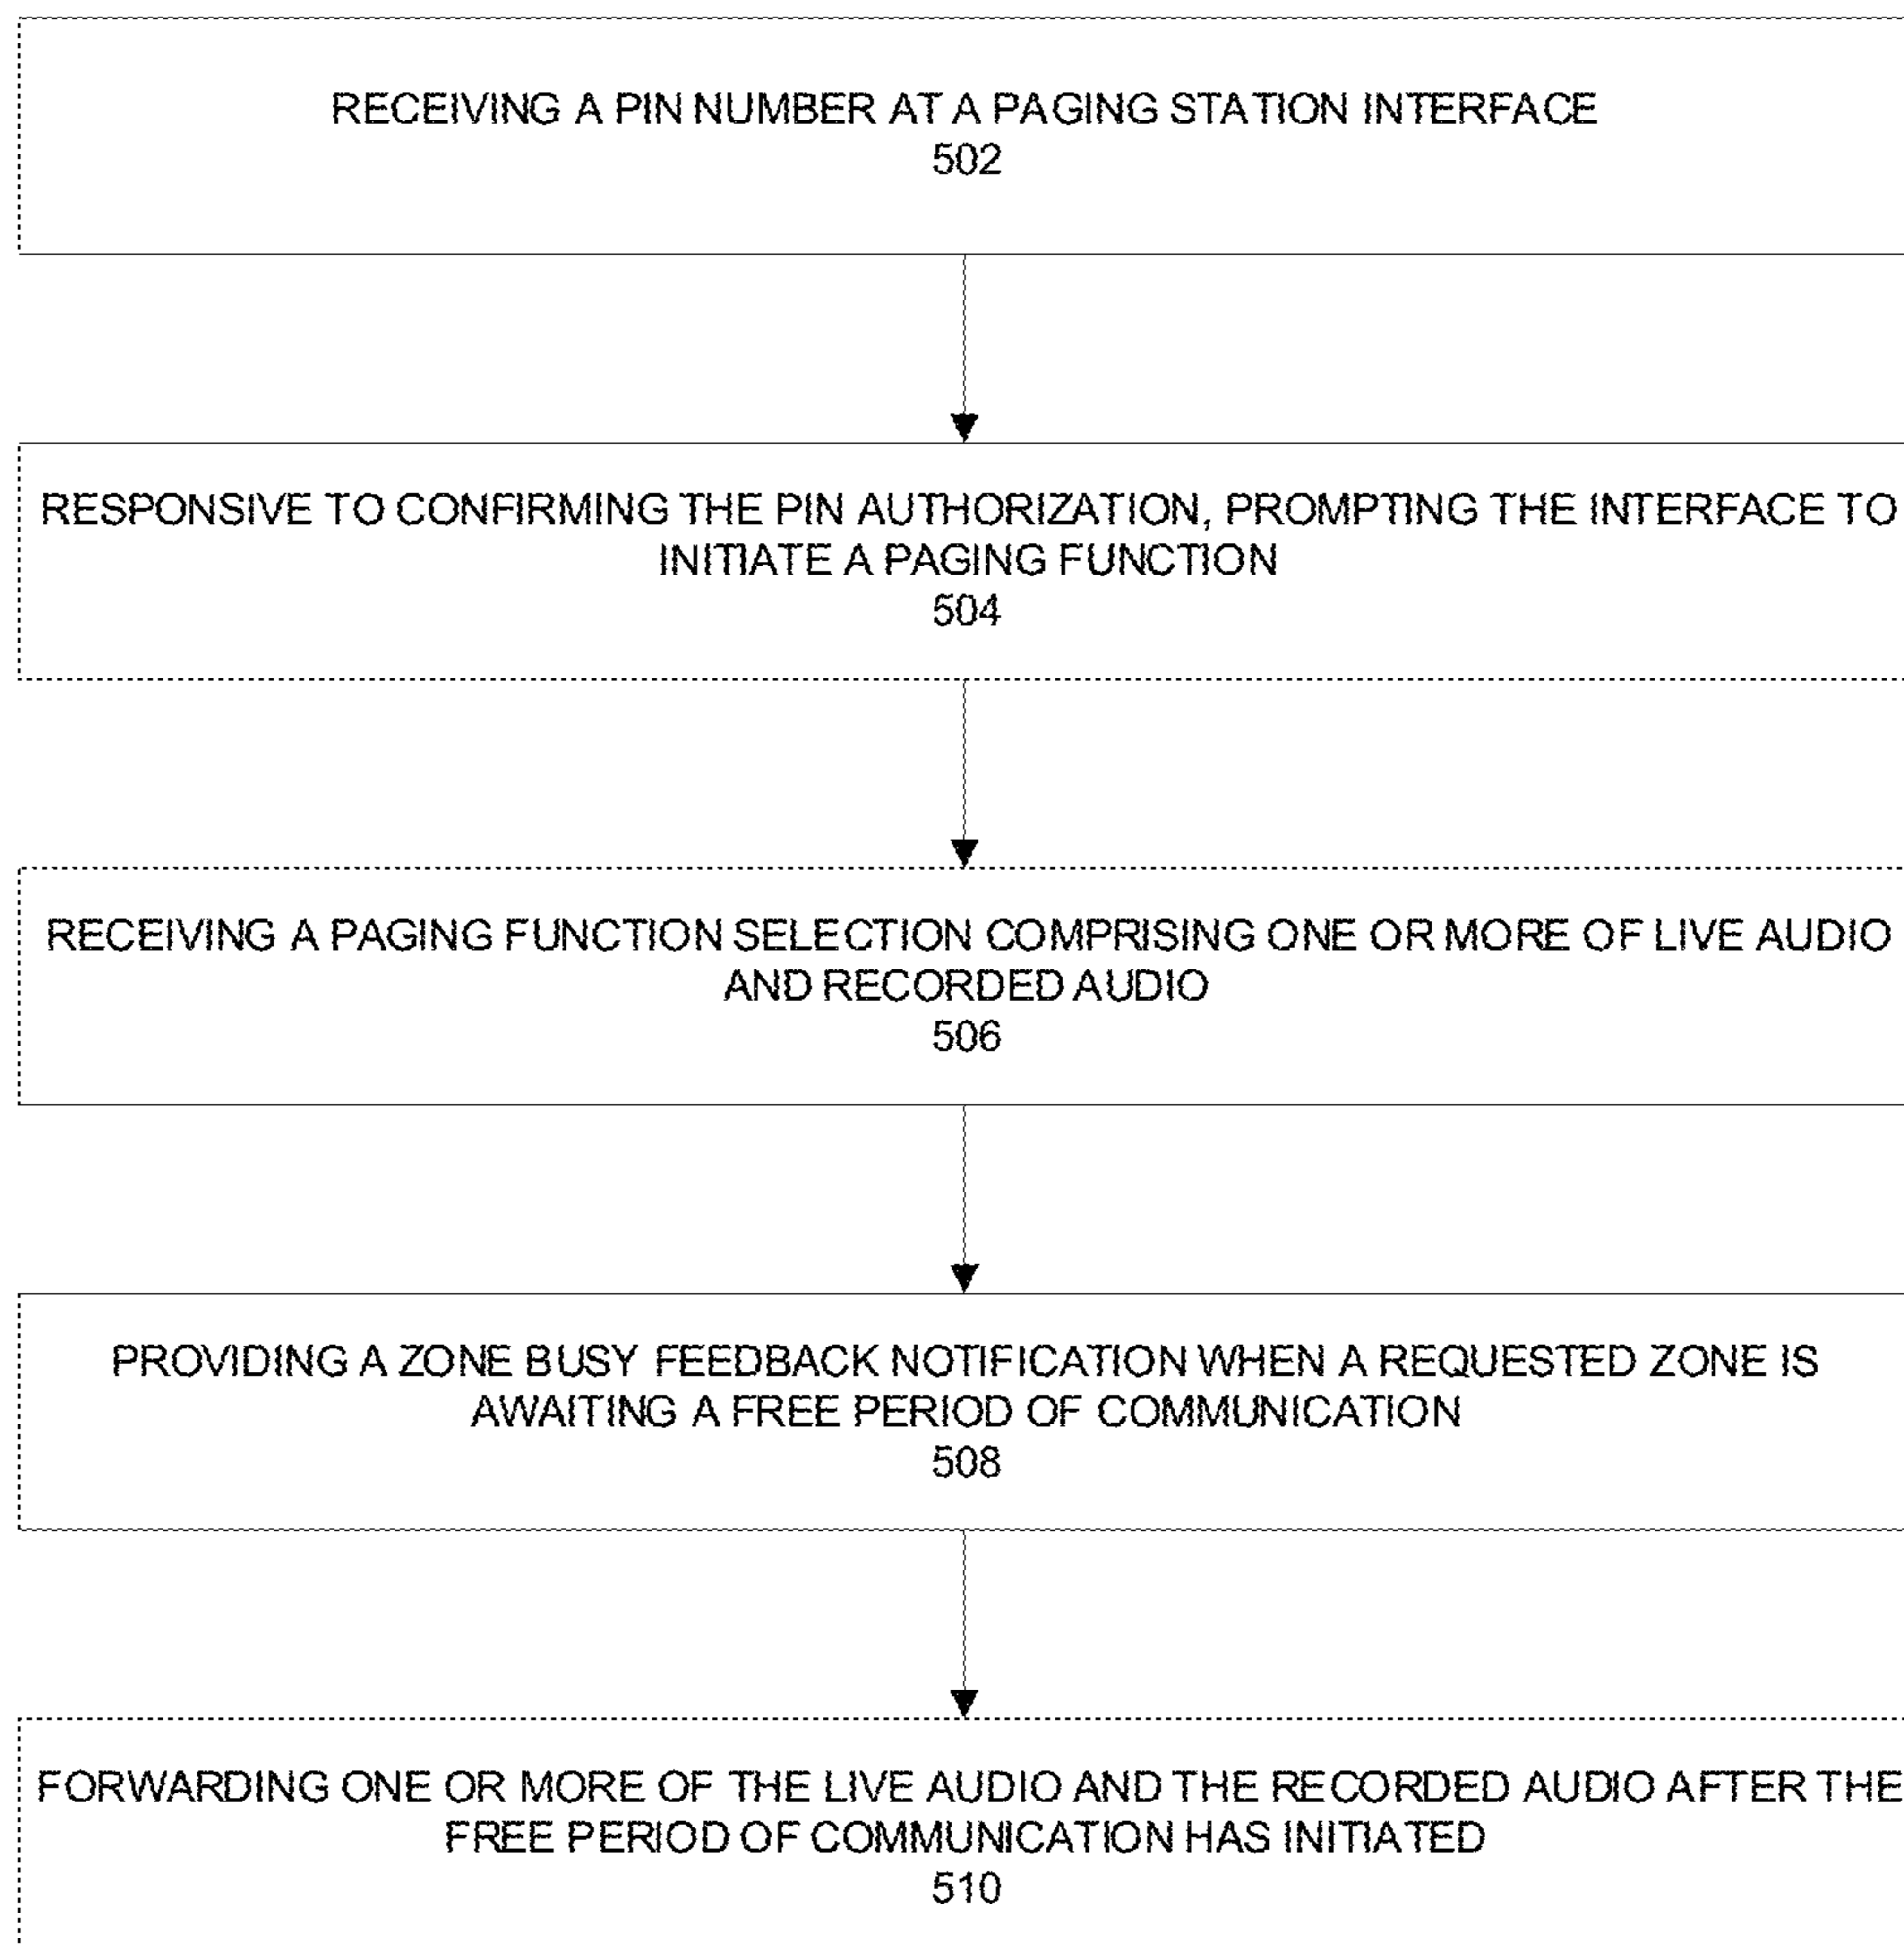 RECEIVING A PIN NUMBER AT A PAGING STATION INTERFACE
502
RESPONSIVE TO CONFIRMING THE PIN AUTHORIZATION, PROMPTING THE INTERFACE TO
INITIATE A PAGING FUNCTION
504
RECEIVING A PAGING FUNCTION SELECTION COMPRISING ONE OR MORE OF LIVE AUDIO
AND RECORDED AUDIO
506
PROVIDING A ZONE BUSY FEEDBACK NOTIFICATION WHEN A REQUESTED ZONE IS
AWAITING A FREE PERIOD OF COMMUNICATION
508
FORWARDING ONE OR MORE OF THE LIVE AUDIO AND THE RECORDED AUDIO AFTER THE
FREE PERIOD OF COMMUNICATION HAS INITIATED
510